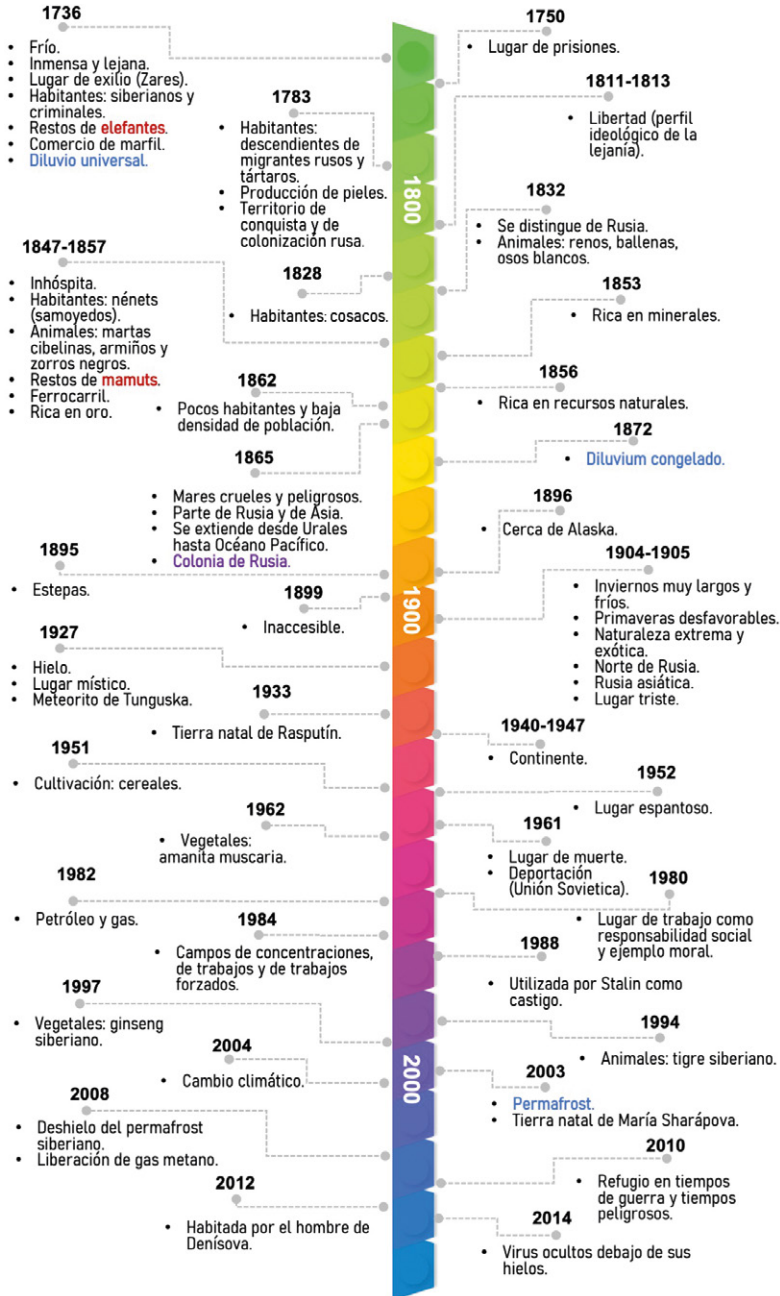 1736
• Frío.
• Inmensa y lejana.
• Lugar de exilio (Zares).
• Habitantes: siberianos y
criminales.
• Restos de elefantes.
• Comercio de marfil.
• Diluvio universal.
1750
• Lugar de prisiones.
1783
• Habitantes:
descendientes de
migrantes rusos y
tártaros.
• Producción de pieles.
• Territorio de
conquista y de
colonización rusa.
1811-1813
• Libertad (perfil
ideológico de la
lejanía).
1800
1828
• Habitantes: cosacos.
1832
• Se distingue de Rusia.
• Animales: renos, ballenas,
osos blancos.
1847-1857
• Inhóspita.
• Habitantes: nénets
(samoyedos).
• Animales: martas
cibelinas, armiños y
zorros negros.
• Restos de mamuts.
• Ferrocarril.
• Rica en oro.
1853
• Rica en minerales.
1856
• Rica en recursos naturales.
1862
• Pocos habitantes y baja
densidad de población.
1865
• Mares crueles y peligrosos.
• Parte de Rusia y de Asia.
• Se extiende desde Urales
hasta Océano Pacífico.
• Colonia de Rusia.
1872
• Diluvium congelado.
1895
• Estepas.
1896
• Cerca de Alaska.
1899
• Inaccesible.
1900
1904-1905
• Inviernos muy largos y
fríos.
• Primaveras desfavorables.
• Naturaleza extrema y
exótica.
• Norte de Rusia.
• Rusia asiática.
• Lugar triste.
1927
• Hielo.
• Lugar místico.
• Meteorito de Tunguska.
1933
• Tierra natal de Rasputín.
1940-1947
• Continente.
1951
• Cultivación: cereales.
1952
• Lugar espantoso.
1962
• Vegetales:
amanita muscaria.
1961
• Lugar de muerte.
• Deportación
(Unión Sovietica).
1982
• Petróleo y gas.
1980
• Lugar de trabajo como
responsabilidad social
y ejemplo moral.
1984
• Campos de concentraciones,
de trabajos y de trabajos
forzados.
1988
• Utilizada por Stalin como
castigo.
1997
• Vegetales: ginseng
siberiano.
1994
• Animales: tigre siberiano.
2000
2004
• Cambio climático.
2003
• Permafrost.
• Tierra natal de María Sharápova.
2008
• Deshielo del permafrost
siberiano.
• Liberación de gas metano.
2010
• Refugio en tiempos
de guerra y tiempos
peligrosos.
2012
• Habitada por el hombre de
Denísova.
2014
• Virus ocultos debajo de sus
hielos.